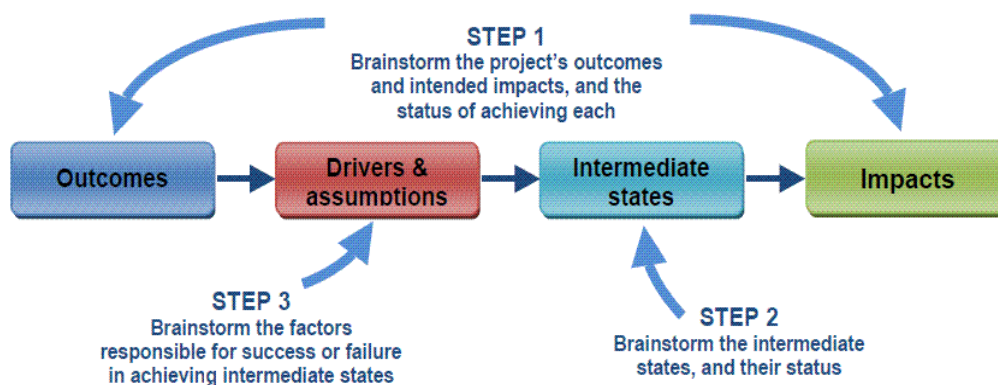 STEP 1
Brainstorm the project's outcomes
and intended impacts, and the
status of achieving each
Outcomes
Drivers &
assumptions
Intermediate
states
Impacts
STEP 3
Brainstorm the factors
responsible for success or failure
in achieving intermediate states
STEP 2
Brainstorm the intermediate
states, and their status